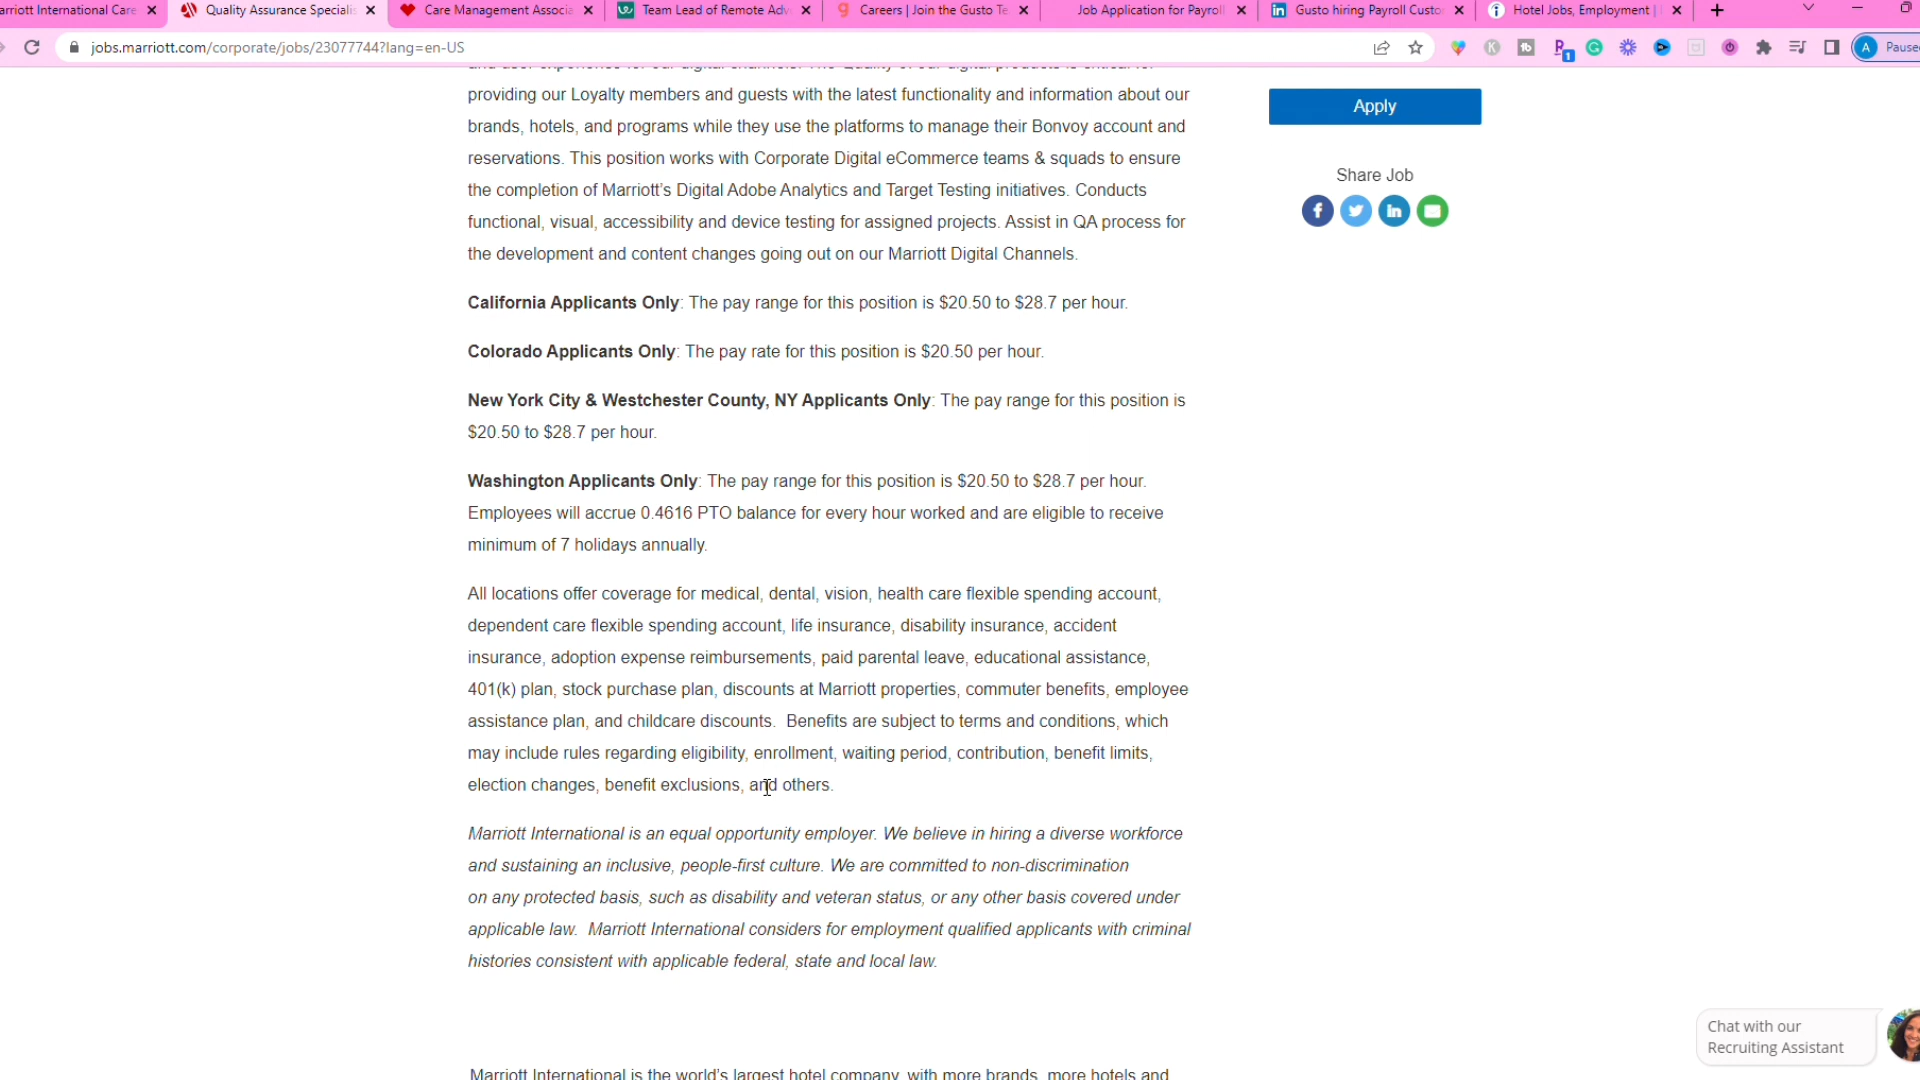 arriott International Care
Quality Assurance Specialis
Care Management Associa
Team Lead of Remote Adv
Careers | Join the Gusto Te
Job Application for Payroll
Gusto hiring Payroll Custo
Hotel Jobs, Employment |
jobs.marriott.com/corporate/jobs/23077744?lang=en-US
Paused
providing our Loyalty members and guests with the latest functionality and information about our
brands, hotels, and programs while they use the platforms to manage their Bonvoy account and
reservations. This position works with Corporate Digital eCommerce teams & squads to ensure
the completion of Marriott's Digital Adobe Analytics and Target Testing initiatives. Conducts
functional, visual, accessibility and device testing for assigned projects. Assist in QA process for
the development and content changes going out on our Marriott Digital Channels.
California Applicants Only: The pay range for this position is $20.50 to $28.7 per hour.
Colorado Applicants Only: The pay rate for this position is $20.50 per hour.
New York City & Westchester County, NY Applicants Only: The pay range for this position is
$20.50 to $28.7 per hour.
Washington Applicants Only: The pay range for this position is $20.50 to $28.7 per hour.
Employees will accrue 0.4616 PTO balance for every hour worked and are eligible to receive
minimum of 7 holidays annually.
All locations offer coverage for medical, dental, vision, health care flexible spending account,
dependent care flexible spending account, life insurance, disability insurance, accident
insurance, adoption expense reimbursements, paid parental leave, educational assistance,
401(k) plan, stock purchase plan, discounts at Marriott properties, commuter benefits, employee
assistance plan, and childcare discounts.  Benefits are subject to terms and conditions, which
may include rules regarding eligibility, enrollment, waiting period, contribution, benefit limits,
election changes, benefit exclusions, and others.
Marriott International is an equal opportunity employer. We believe in hiring a diverse workforce
and sustaining an inclusive, people-first culture. We are committed to non-discrimination
on any protected basis, such as disability and veteran status, or any other basis covered under
applicable law.  Marriott International considers for employment qualified applicants with criminal
histories consistent with applicable federal, state and local law.
Marriott International is the world's largest hotel company, with more brands, more hotels and
Apply
Share Job
Chat with our
Recruiting Assistant